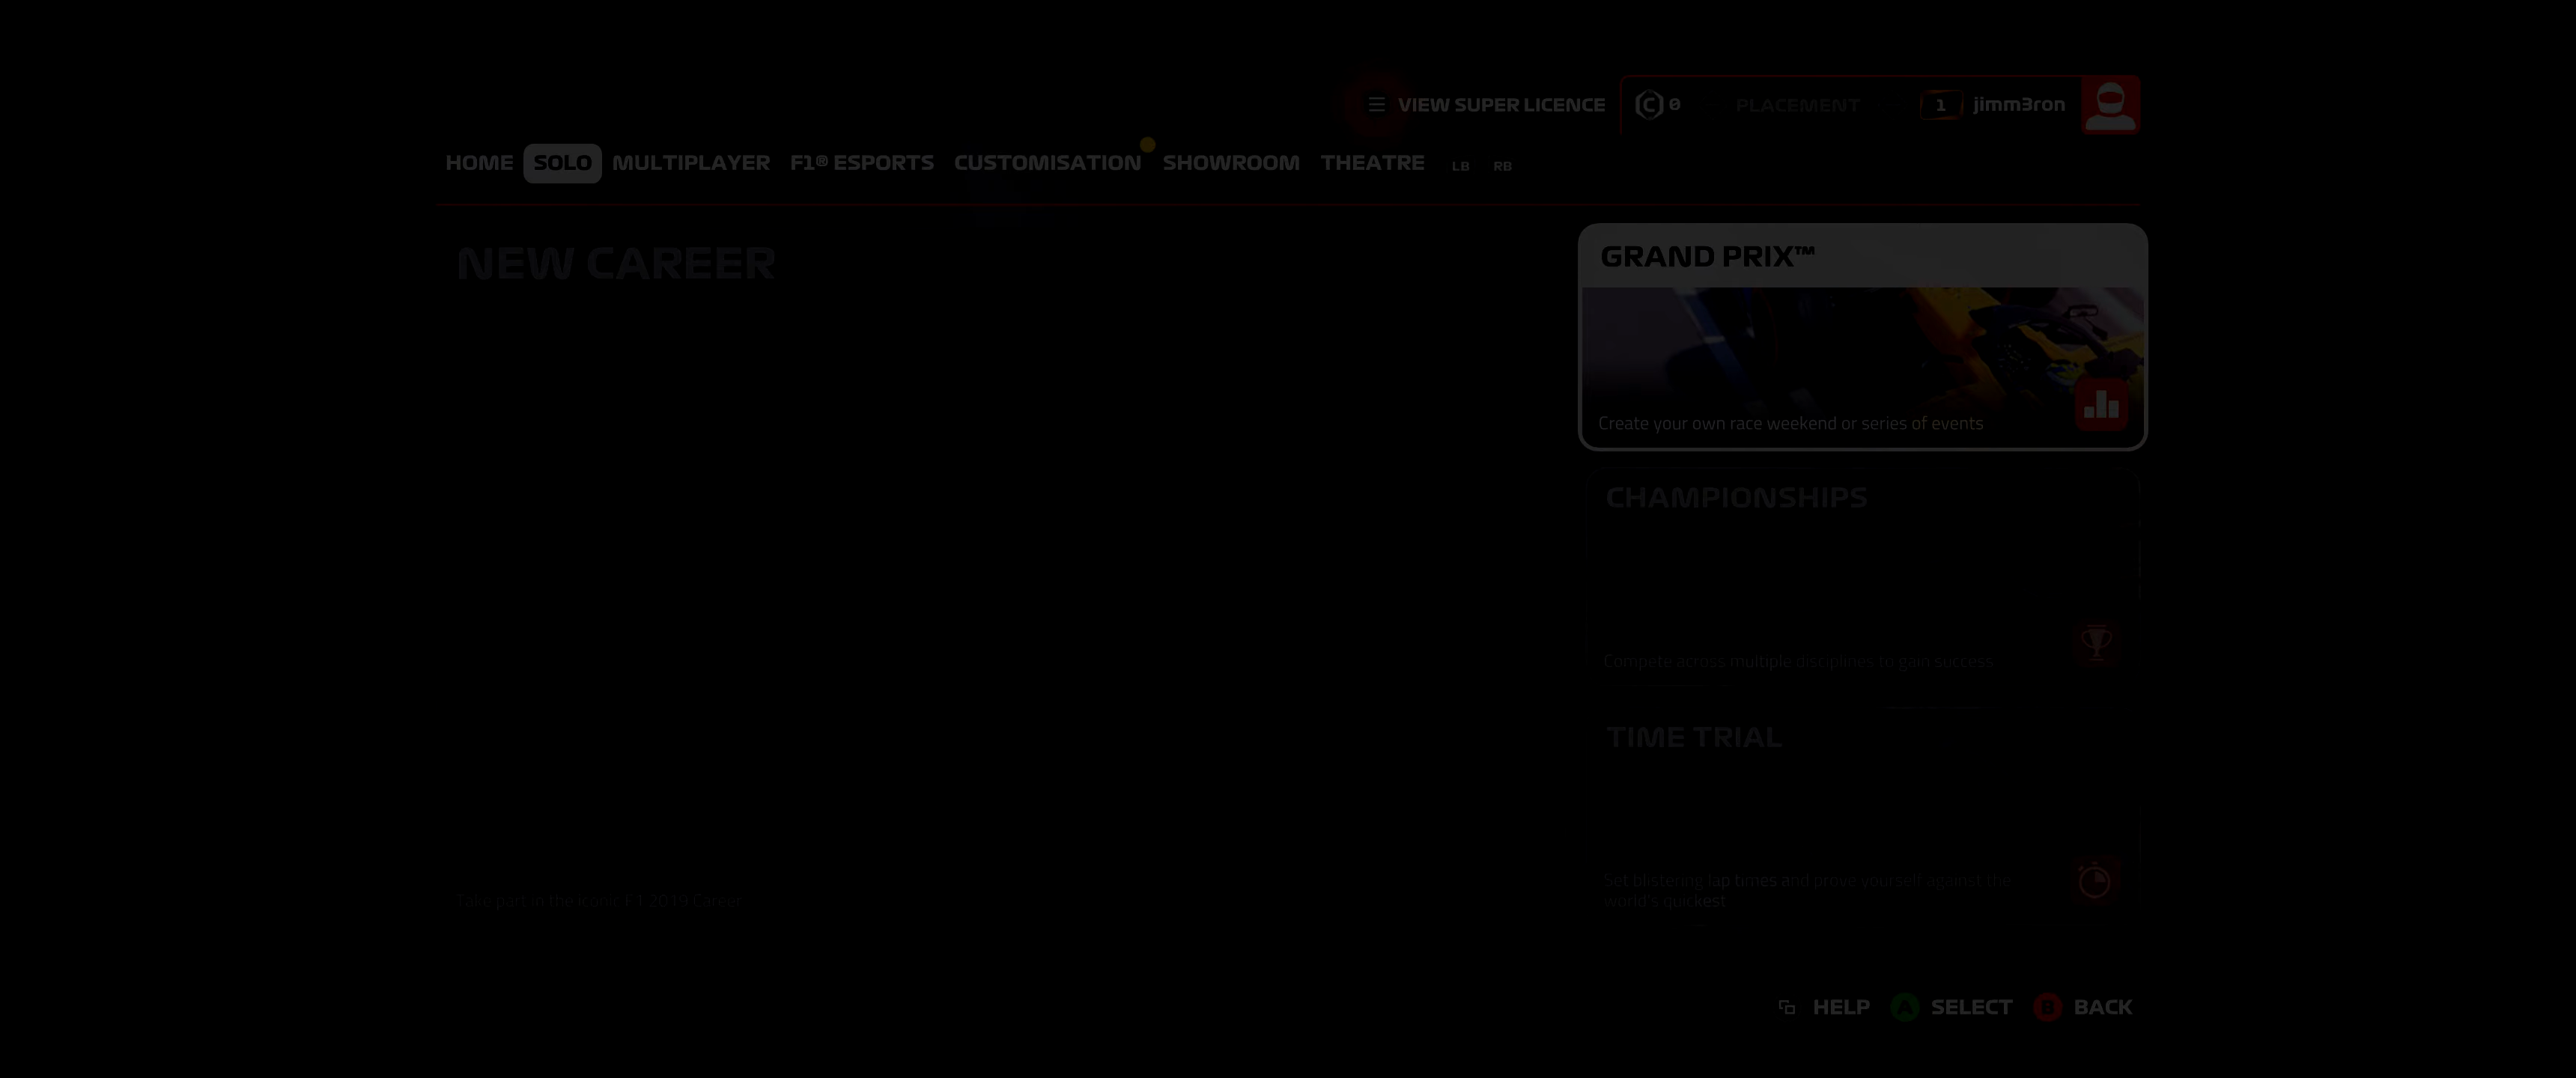 VIEW SUPER LICENCE
0
PLACEMENT
1
jimm3ron
HOME SOLO MULTIPLAYER F1® ESPORTS CUSTOMISATION SHOWROOM THEATRE LB RB
NEW CAREER
Take part in the iconic F1 2019 Career
GRAND PRIX™
Create your own race weekend or series of events
CHAMPIONSHIPS
Compete across multiple disciplines to gain success
TIME TRIAL
Set blistering lap times and prove yourself against the
world's quickest
HELP A SELECT B BACK